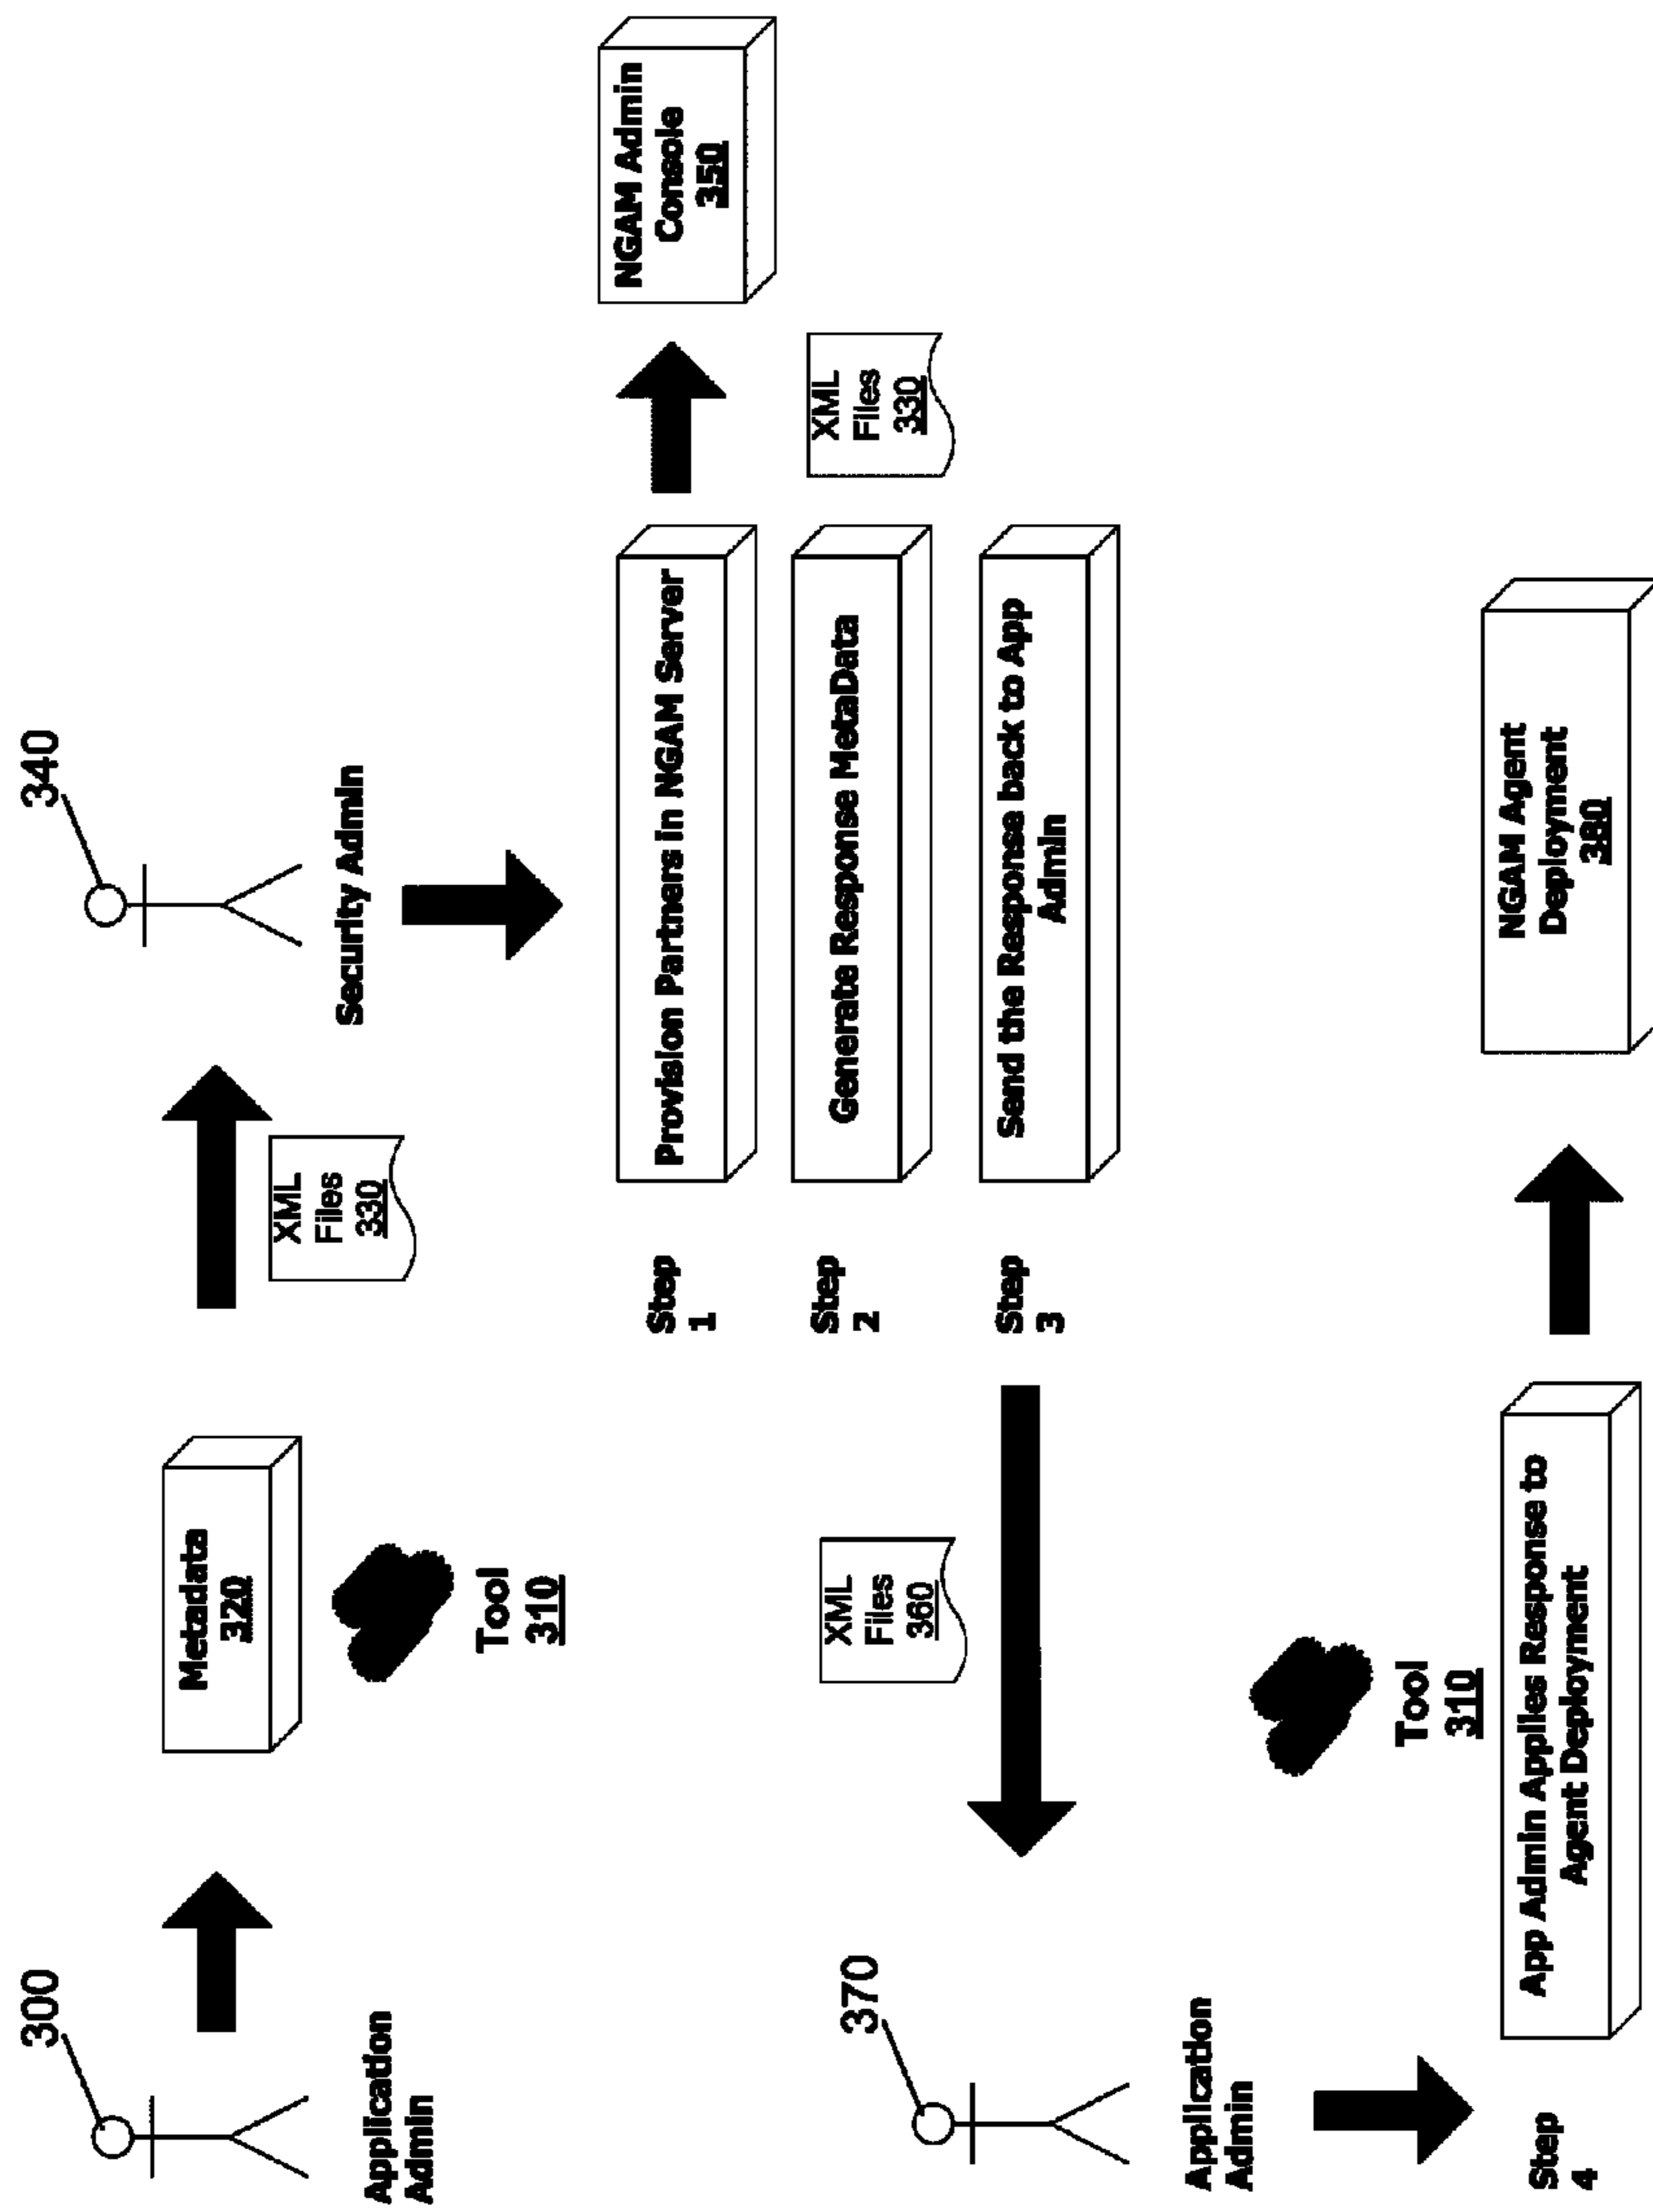 300
Application
Admin
Metadata
320
Tool
310
XML
Files
330
340
Security Admin
Step
1
Provision Partners in NGAM Server
Step
2
Generate Response MetaData
Step
3
Send the Response back to App
Admin
XML
Files
330
NGAM Admin
Console
350
XML
Files
360
370
Application
Admin
Tool
310
Step
4
App Admin Applies Response to
Agent Deployment
NGAM Agent
Deployment
380